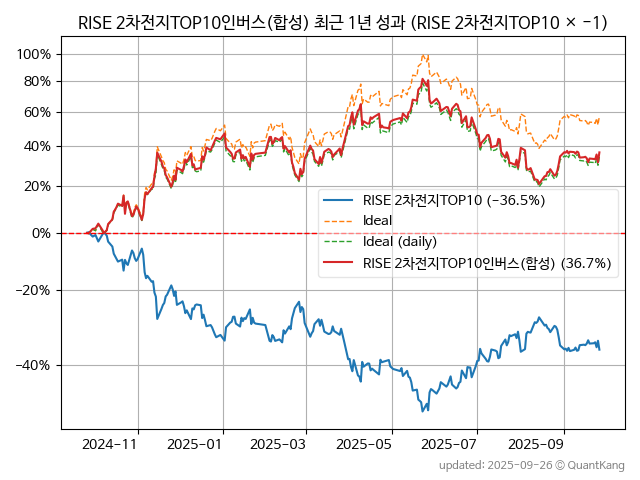 RISE 2차전지TOP10인버스(합성) 최근 1년 성과 (RISE 2차전지TOP10 × −1)
100%
80%
60%
40%
20%
0%
−20%
−40%
RISE 2차전지TOP10 (−36.5%)
Ideal
Ideal (daily)
RISE 2차전지TOP10인버스(합성) (36.7%)
2024−11
2025−01
2025−03
2025−05
2025−07
2025−09
updated: 2025-09-26 © QuantKang